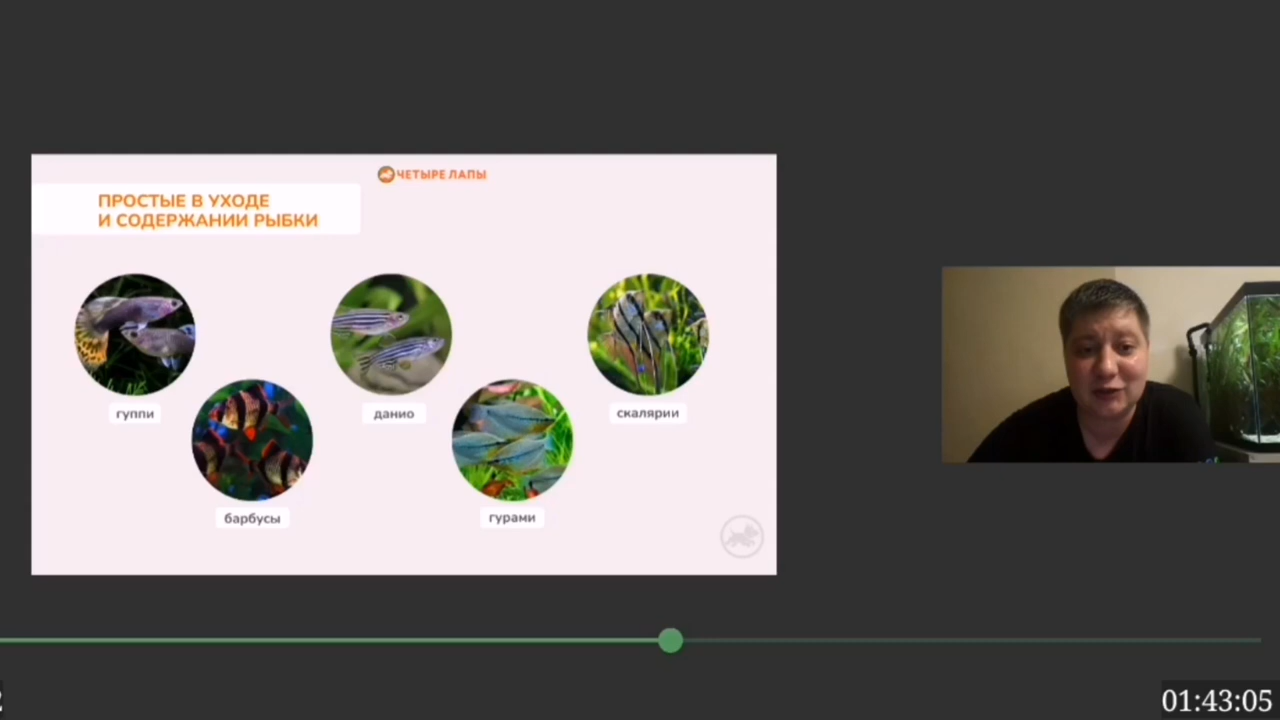 ЧЕТЫРЕ ЛАПЫ
ПРОСТЫЕ В УХОДЕ
И СОДЕРЖАНИИ РЫБКИ
гуппи
данио
скалярии
барбусы
гурами
01:43:05